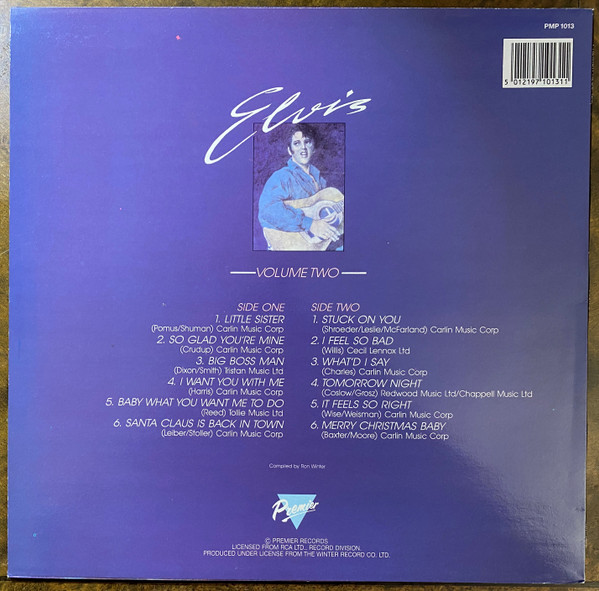 PMP 1013
5 012197 101311
Elvis
VOLUME TWO
SIDE ONE
1. LITTLE SISTER
(Pomus/Shuman) Carlin Music Corp
2. SO GLAD YOU'RE MINE
(Crudup) Carlin Music Corp
3. BIG BOSS MAN
(Dixon/Smith) Tristan Music Ltd
4. I WANT YOU WITH ME
(Harris) Carlin Music Corp
5. BABY WHAT YOU WANT ME TO DO
(Reed) Tollie Music Ltd
6. SANTA CLAUS IS BACK IN TOWN
(Leiber/Stoller) Carlin Music Corp
SIDE TWO
1. STUCK ON YOU
(Shroeder/Leslie/McFarland) Carlin Music Corp
2. I FEEL SO BAD
(Willis) Cecil Lennox Ltd
3. WHAT'D I SAY
(Charles) Carlin Music Corp
4. TOMORROW NIGHT
(Coslow/Grosz) Redwood Music Ltd/Chappell Music Ltd
5. IT FEELS SO RIGHT
(Wise/Weisman) Carlin Music Corp
6. MERRY CHRISTMAS BABY
(Baxter/Moore) Carlin Music Corp
Compiled by Ron Winter
Premier
© PREMIER RECORDS
LICENSED FROM RCA LTD., RECORD DIVISION.
PRODUCED UNDER LICENSE FROM THE WINTER RECORD CO. LTD.